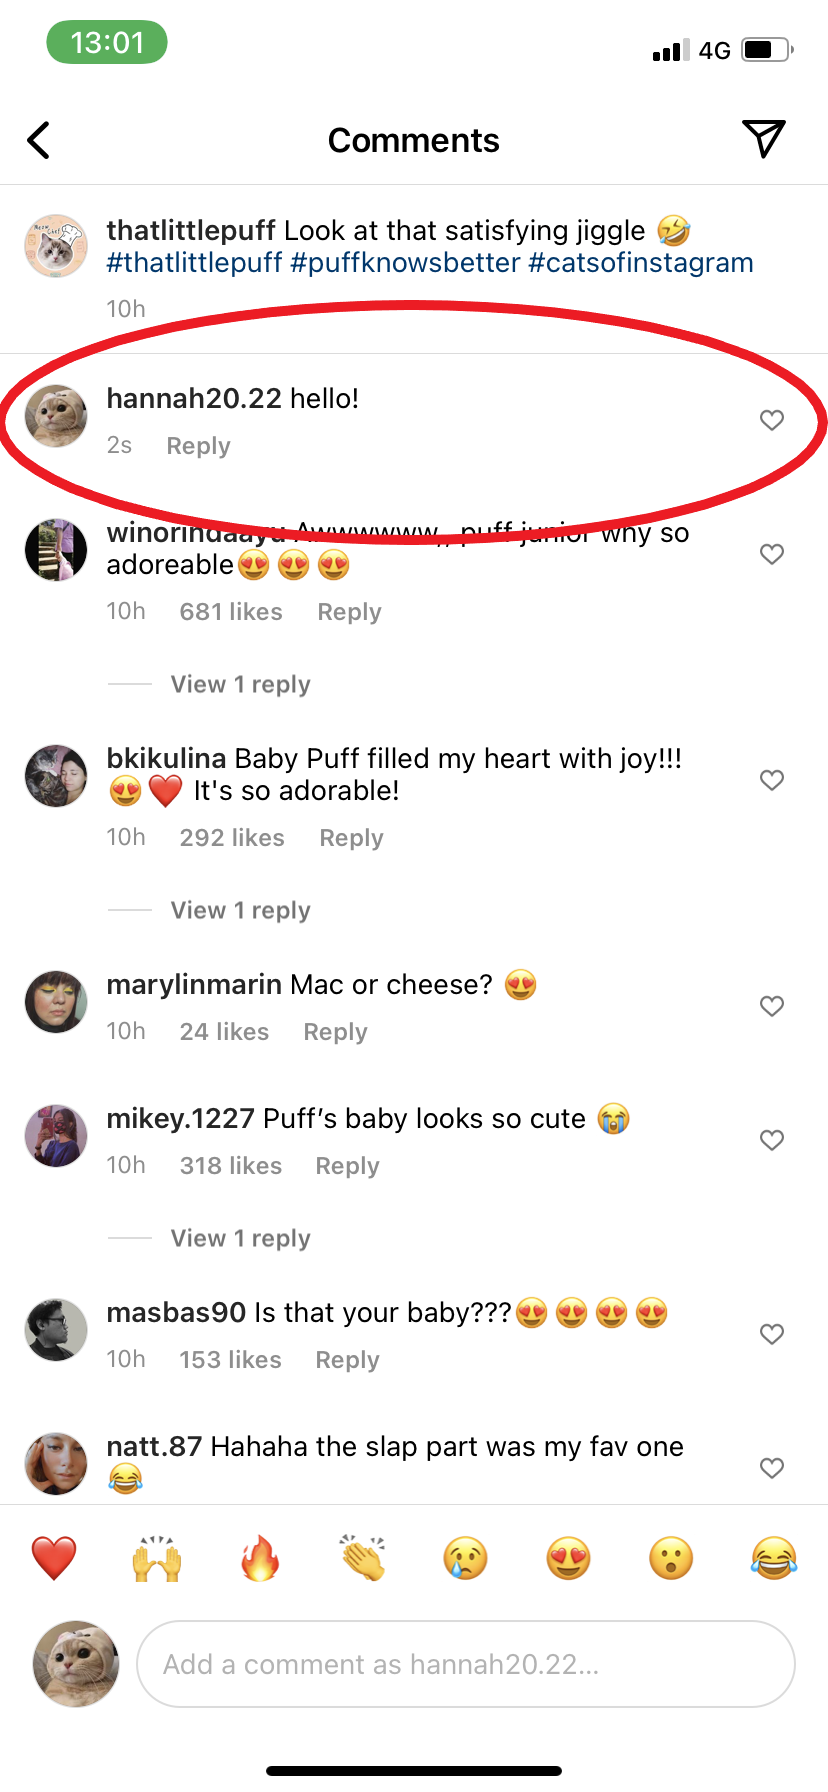 13:01
4G
Comments
thatlittlepuff Look at that satisfying jiggle 🤣
#thatlittlepuff #puffknowsbetter #catsofinstagram
10h
hannah20.22 hello!
2s Reply
winorindaayu Awwwwww,, puff junior why so
adoreable😍😍😍
10h 681 likes Reply
View 1 reply
bkikulina Baby Puff filled my heart with joy!!!
😍❤️ It's so adorable!
10h 292 likes Reply
View 1 reply
marylinmarin Mac or cheese? 😍
10h 24 likes Reply
mikey.1227 Puff’s baby looks so cute 😭
10h 318 likes Reply
View 1 reply
masbas90 Is that your baby???😍😍😍😍
10h 153 likes Reply
natt.87 Hahaha the slap part was my fav one
😂
❤️ 🙌 🔥 👏 😢 😍 😮 😂
Add a comment as hannah20.22...